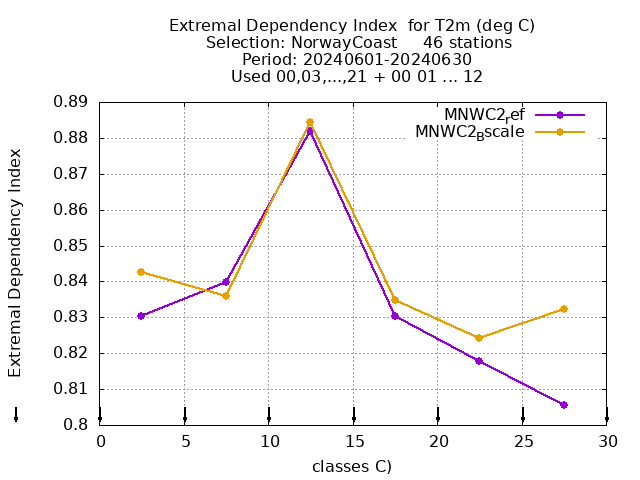 Extremal Dependency Index  for T2m (deg C)
Selection: NorwayCoast     46 stations
Period: 20240601-20240630
Used 00,03,...,21 + 00 01 ... 12
MNWC2ref
MNWC2Bscale
Extremal Dependency Index
0.89
0.88
0.87
0.86
0.85
0.84
0.83
0.82
0.81
0.8
0 5 10 15 20 25 30
classes C)